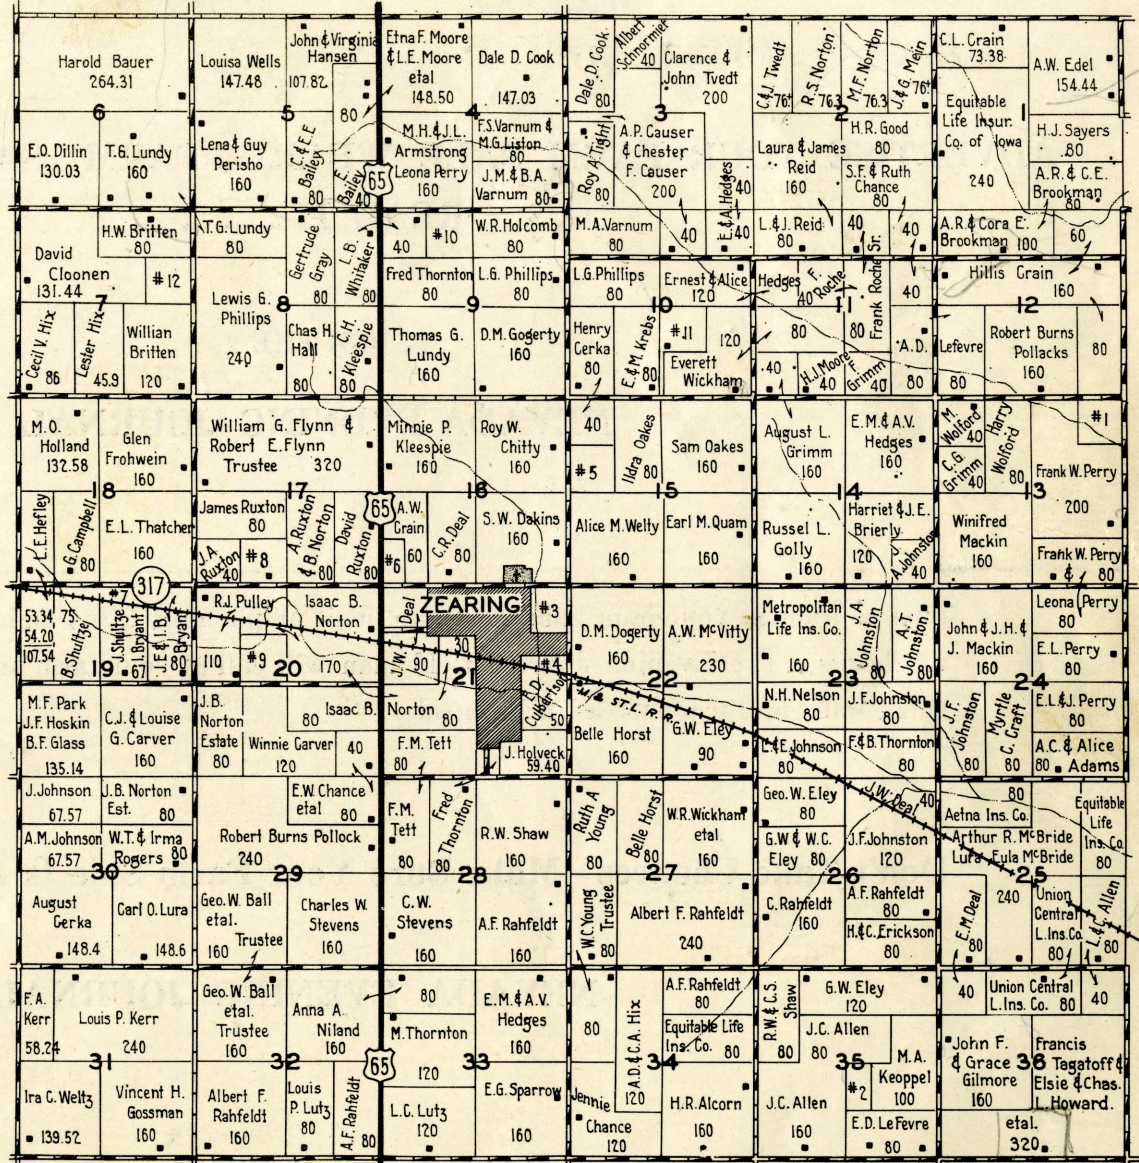 Harold Bauer
264.31
6
E.O. Dillin
130.03
T.G. Lundy
160
Louisa Wells
147.48
John & Virginia
Hansen
107.82
80
5
Lena & Guy
Perisho
160
C. & E.E
Bailey
80
E.
Bailey
40
65
Etna F. Moore
& L.E. Moore
etal
148.50
Dale D. Cook
147.03
4
M.H. & J.L.
Armstrong
Leona Perry
160
F.S. Varnum &
M.G. Liston
80
J.M. & B.A.
Varnum 80
Dale D. Cook
80
Albert
Schnormier
40
Clarence &
John Tvedt
200
3
Roy A. Tight
80
A.P. Causer
& Chester
F. Causer
200
E. & A. Hedges
40
40
C. & J. Twedt
76
R.S. Norton
76.3
M.F. Norton
76.3
J. & G. Mein
76
2
Laura & James
Reid
160
H.R. Good
80
S.F. & Ruth
Chance
80
C.L. Crain
73.38
A.W. Edel
154.44
1
Equitable
Life Insur.
Co. of Iowa
240
H.J. Sayers
80
A.R. & C.E.
Brookman
80
David
Cloonen
131.44
H.W. Britten
80
#12
7
Cecil V. Hix
86
Lester Hix
45.9
Willian
Britten
120
T.G. Lundy
80
Gertrude
Gray
80
L.B.
Whitaker
80
8
Lewis G.
Phillips
240
Chas H.
Hall
80
C.H.
Kleespie
80
40
#10
W.R. Holcomb
80
Fred Thornton
80
L.G. Phillips
80
9
Thomas G.
Lundy
160
D.M. Gogerty
160
M.A. Varnum
80
40
L.G. Phillips
80
Ernest & Alice
120
Hedges
10
Henry
Cerka
80
E. & M. Krebs
80
#11
120
Everett
Wickham
L. & J. Reid
80
40
40
F.
Roche
40
Frank Roche Sr.
80
40
11
80
40
H.J. Moore
40
F.
Grimm
40
A.D.
80
Lefevre
80
A.R. & Cora E.
Brookman 100
60
Hillis Crain
160
12
Robert Burns
Pollacks
160
80
M.O.
Holland
132.58
Glen
Frohwein
160
18
L.E. Hefley
G. Campbell
80
E.L. Thatcher
160
William G. Flynn &
Robert E. Flynn
Trustee 320
17
James Ruxton
80
J.A.
Ruxton
40
#8
A. Ruxton
& B. Norton
80
David
Ruxton
80
65
Minnie P.
Kleespie
160
Roy W.
Chitty
160
16
A.W.
Crain
60
#6
C.R. Deal
80
S.W. Dakins
160
40
#5
Ildra Oakes
80
Sam Oakes
160
15
Alice M. Welty
160
Earl M. Quam
160
August L.
Grimm
160
E.M. & A.V.
Hedges
160
14
Russel L.
Golly
160
Harriet & J.E.
Brierly
120
J.
A. Johnston
40
M.
Wolford
40
C.G.
Grimm
40
Harry
Wolford
80
#1
Frank W. Perry
200
13
Winifred
Mackin
160
Frank W. Perry
& 80
317
53.34
54.20
107.54
75
B. Shultze
#7
J. Shultze
J.I. Bryant
67
J.E. & I.B.
Bryant
80
19
M.F. Park
J.F. Hoskin
B.F. Glass
135.14
C.J. & Louise
G. Carver
160
R.J. Pulley
110
#9
Isaac B.
Norton
170
20
J.B.
Norton
Estate
80
80
Isaac B.
Norton
80
Winnie Carver
120
40
ZEARING
J.W. Deal
90
30
#3
#4
21
B.D.
Culbertson
50
F.M. Tett
80
J. Holveck
59.40
D.M. Dogerty
160
A.W. McVitty
230
22
M. & ST. L. R.R.
Belle Horst
160
G.W. Eley
90
Metropolitan
Life Ins. Co.
160
J.A.
Johnston
80
A.T.
Johnston
80
23
N.H. Nelson
80
J.F. Johnston
80
L. & E. Johnson
80
F. & B. Thornton
80
John & J.H. &
J. Mackin
160
Leona Perry
E.L. Perry
80
24
J.F.
Johnston
80
Myrtle
C. Craft
80
E.L. & J. Perry
80
A.C. & Alice
Adams
80
J. Johnson
67.57
J.B. Norton
Est.
80
A.M. Johnson
67.57
W.T. & Irma
Rogers 80
30
August
Gerka
148.4
Carl O. Lura
148.6
E.W. Chance
etal
80
Robert Burns Pollock
240
29
Geo. W. Ball
etal.
Trustee
160
Charles W.
Stevens
160
F.M.
Tett
80
Fred
Thornton
80
R.W. Shaw
160
28
C.W.
Stevens
160
A.F. Rahfeldt
160
Ruth A
Young
80
Belle Horst
80
W.R. Wickham
etal
160
27
W.C. Young
Trustee
80
Albert F. Rahfeldt
240
Geo. W. Eley
80
J.W. Deal
40
G.W & W.C.
Eley 80
J.F. Johnston
120
26
C. Rahfeldt
160
A.F. Rahfeldt
80
H. & C. Erickson
80
80
Aetna Ins. Co.
Equitable
Life
Ins. Co.
80
Arthur R. McBride
Lura Eula McBride
240
25
E.M. Deal
80
Union
Central
L. Ins. Co.
80
L. & C. Allen
80
F.A.
Kerr
58.24
Louis P. Kerr
240
31
Ira C. Weltz
139.52
Vincent H.
Gossman
160
Geo. W. Ball
etal.
Trustee
160
Anna A.
Niland
160
32
Albert F.
Rahfeldt
160
Louis
P. Lutz
80
A.F. Rahfeldt
80
65
80
M. Thornton
120
E.M. & A.V.
Hedges
160
33
L.C. Lutz
120
E.G. Sparrow
160
80
A.D. & C.A. Hix
120
A.F. Rahfeldt
80
Equitable Life
Ins. Co. 80
34
Jennie
Chance
120
H.R. Alcorn
160
R.W. & C.S.
Shaw
80
G.W. Eley
120
J.C. Allen
80
35
M.A.
Keoppel
100
#2
J.C. Allen
160
E.D. LeFevre
80
40
Union Central
L. Ins. Co. 80
40
John F.
& Grace
Gilmore
160
36
Francis
Tagatoff &
Elsie & Chas.
L. Howard.
etal.
320